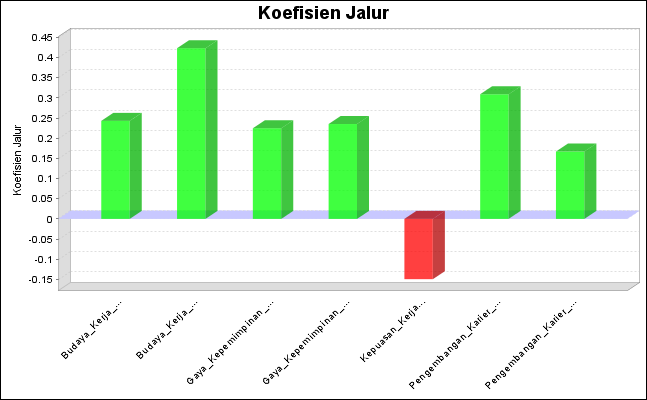 Koefisien Jalur
Koefisien Jalur
0.45
0.4
0.35
0.3
0.25
0.2
0.15
0.1
0.05
0
-0.05
-0.1
-0.15
Budaya_Kerja_...
Budaya_Kerja_...
Gaya_Kepemimpinan_...
Gaya_Kepemimpinan_...
Kepuasan_Kerja...
Pengembangan_Karier_...
Pengembangan_Karier_...